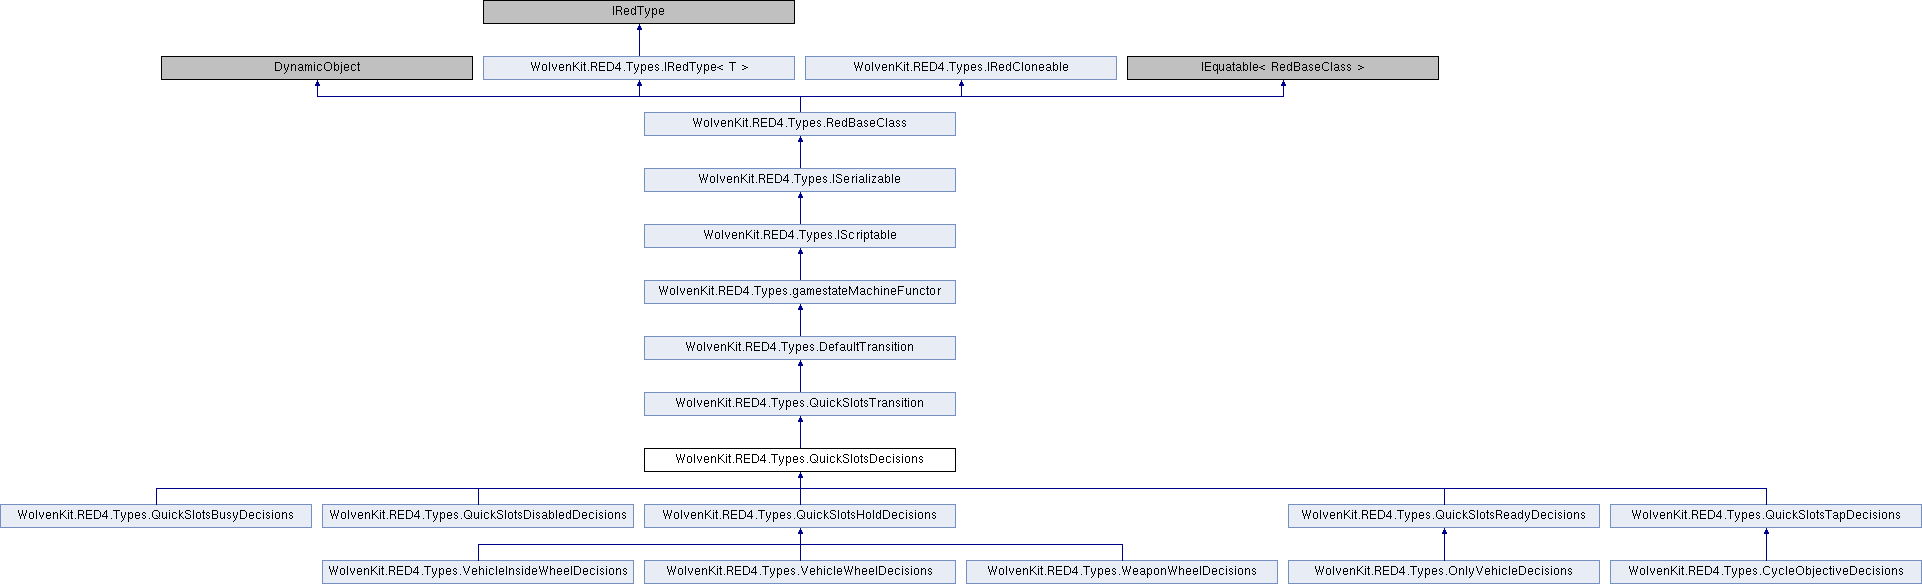 IRedType
DynamicObject
WolvenKit.RED4.Types.IRedType< T >
WolvenKit.RED4.Types.IRedCloneable
IEquatable< RedBaseClass >
WolvenKit.RED4.Types.RedBaseClass
WolvenKit.RED4.Types.ISerializable
WolvenKit.RED4.Types.IScriptable
WolvenKit.RED4.Types.gamestateMachineFunctor
WolvenKit.RED4.Types.DefaultTransition
WolvenKit.RED4.Types.QuickSlotsTransition
WolvenKit.RED4.Types.QuickSlotsDecisions
WolvenKit.RED4.Types.QuickSlotsBusyDecisions
WolvenKit.RED4.Types.QuickSlotsDisabledDecisions
WolvenKit.RED4.Types.QuickSlotsHoldDecisions
WolvenKit.RED4.Types.QuickSlotsReadyDecisions
WolvenKit.RED4.Types.QuickSlotsTapDecisions
WolvenKit.RED4.Types.VehicleInsideWheelDecisions
WolvenKit.RED4.Types.VehicleWheelDecisions
WolvenKit.RED4.Types.WeaponWheelDecisions
WolvenKit.RED4.Types.OnlyVehicleDecisions
WolvenKit.RED4.Types.CycleObjectiveDecisions